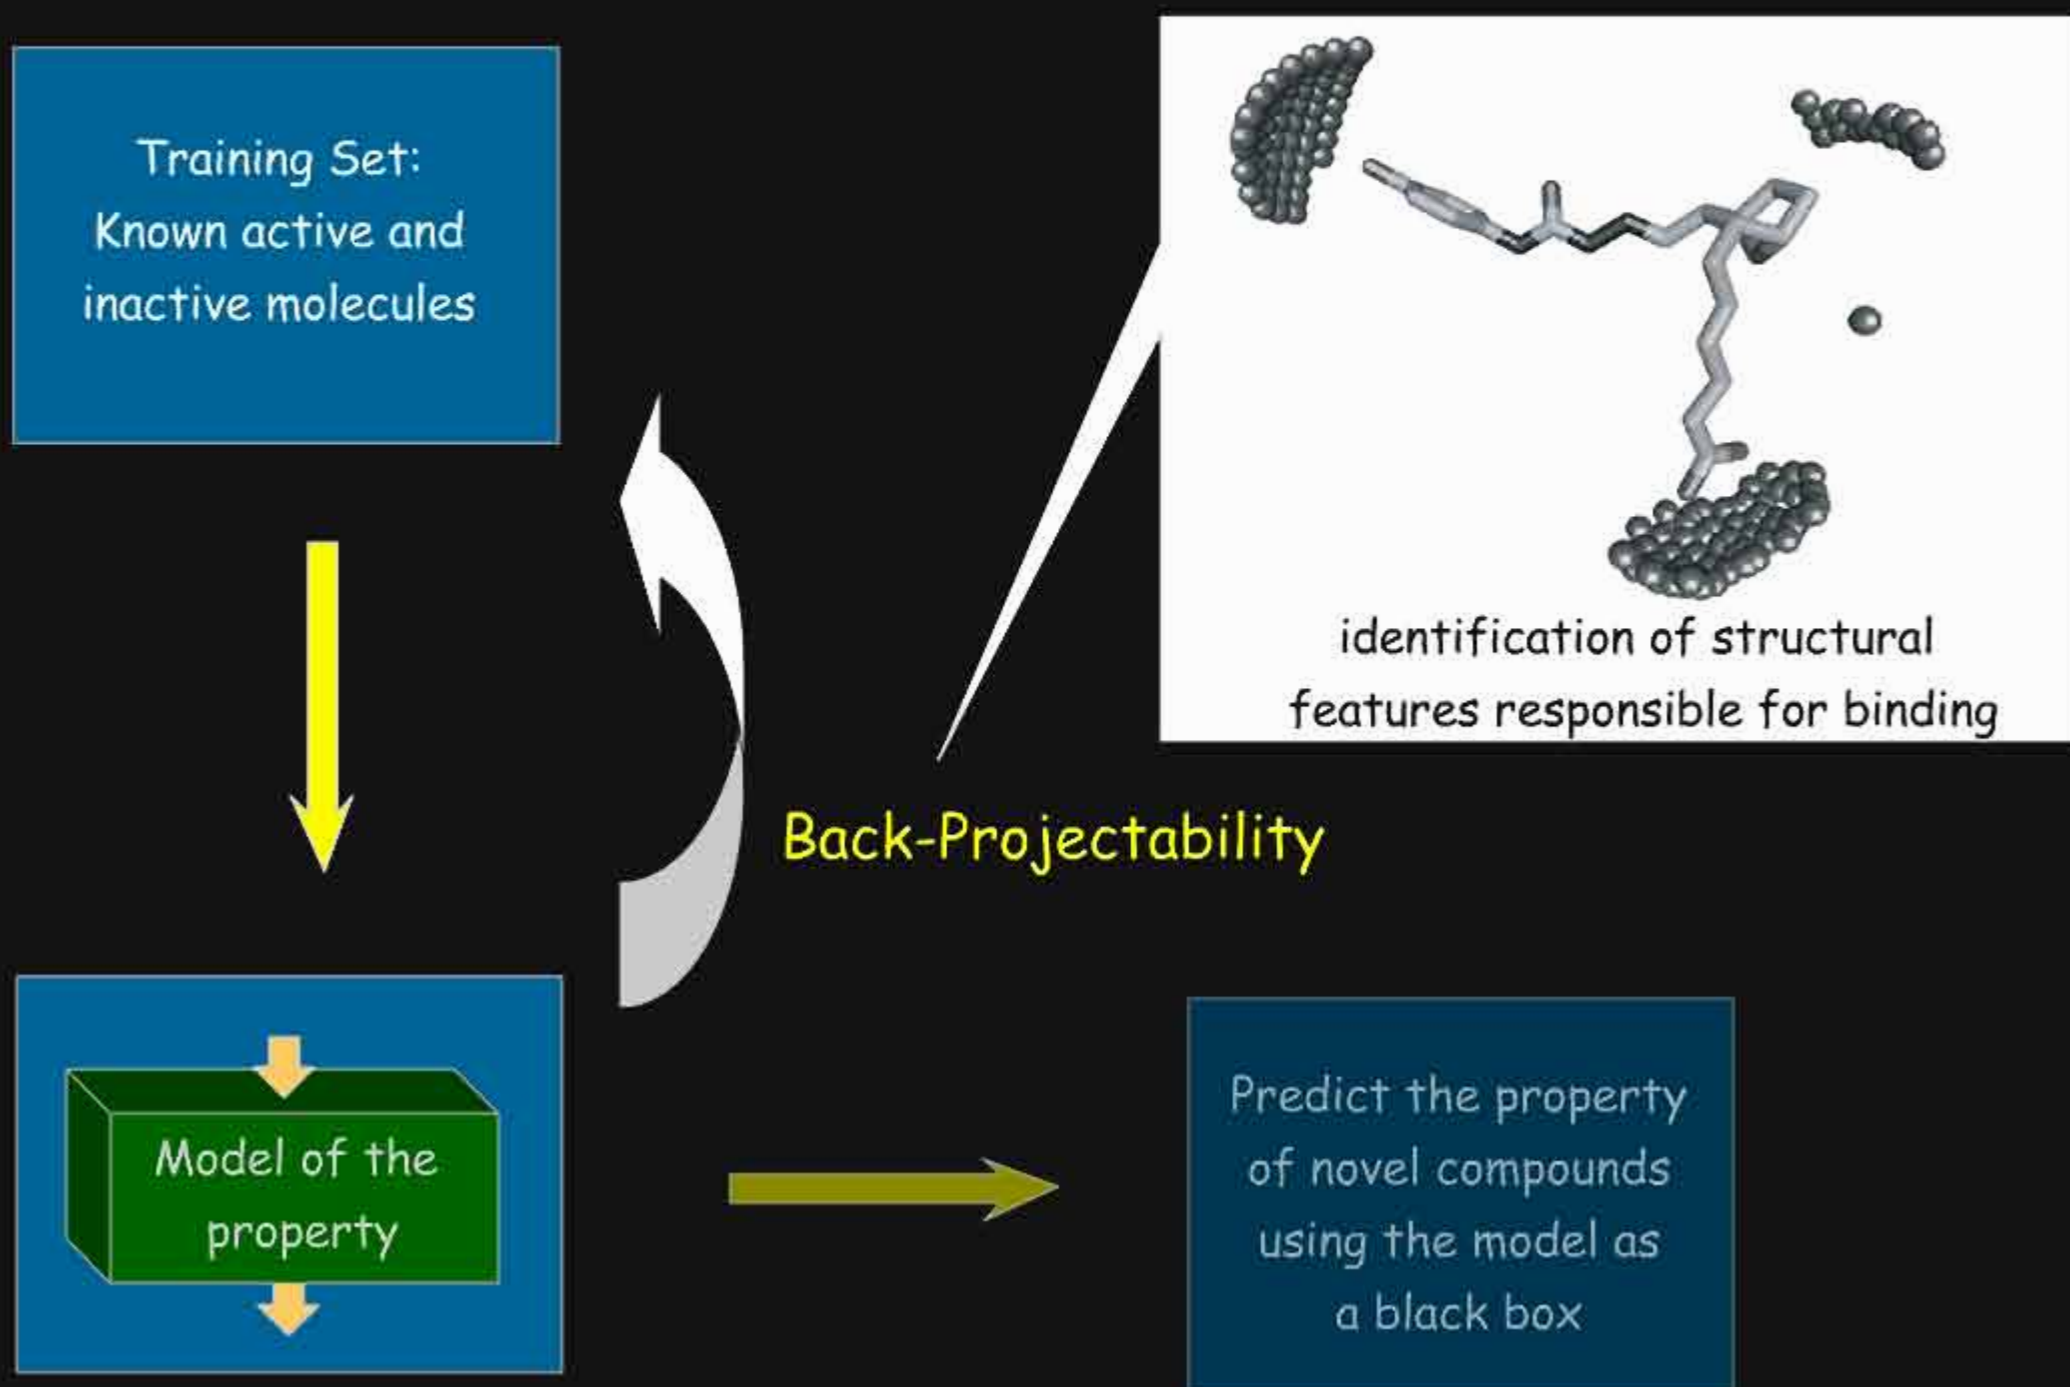 Training Set:
Known active and
inactive molecules
identification of structural
features responsible for binding
Back-Projectability
Model of the
property
Predict the property
of novel compounds
using the model as
a black box